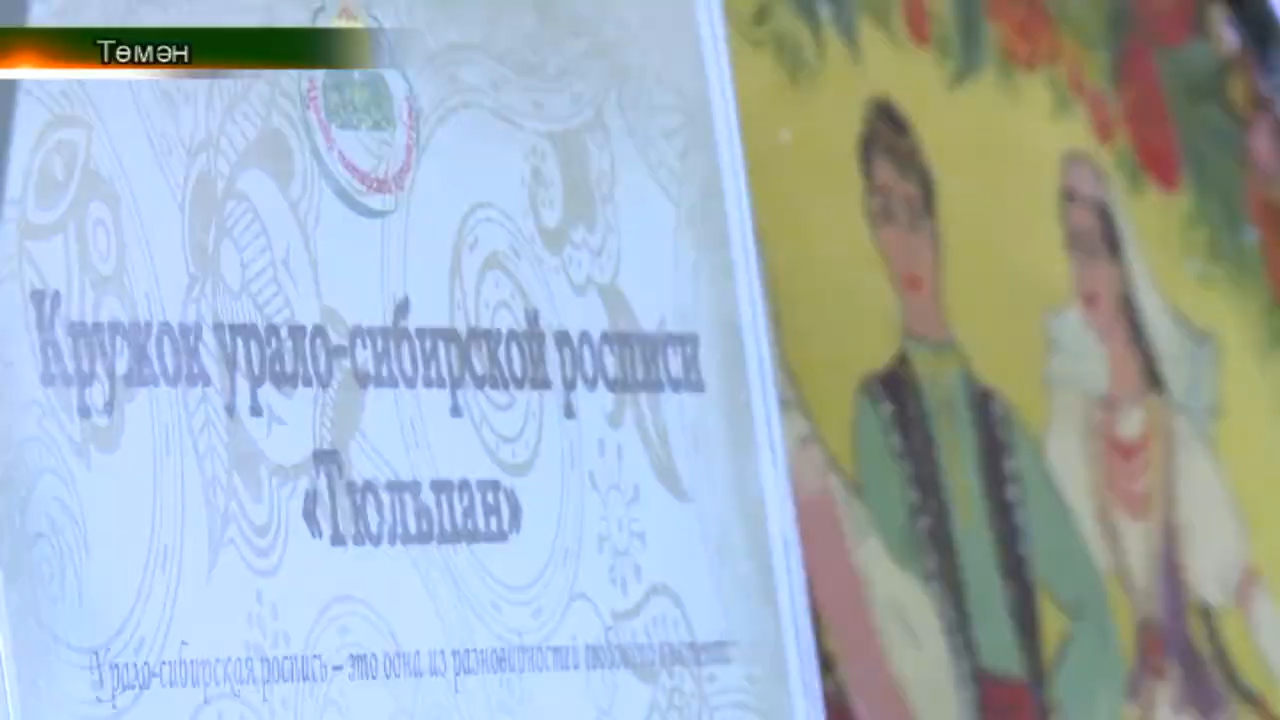 Төмән
Кружок урало-сибирской росписи
«Тюльпан»
Урало-сибирская роспись – это одна из разновидностей